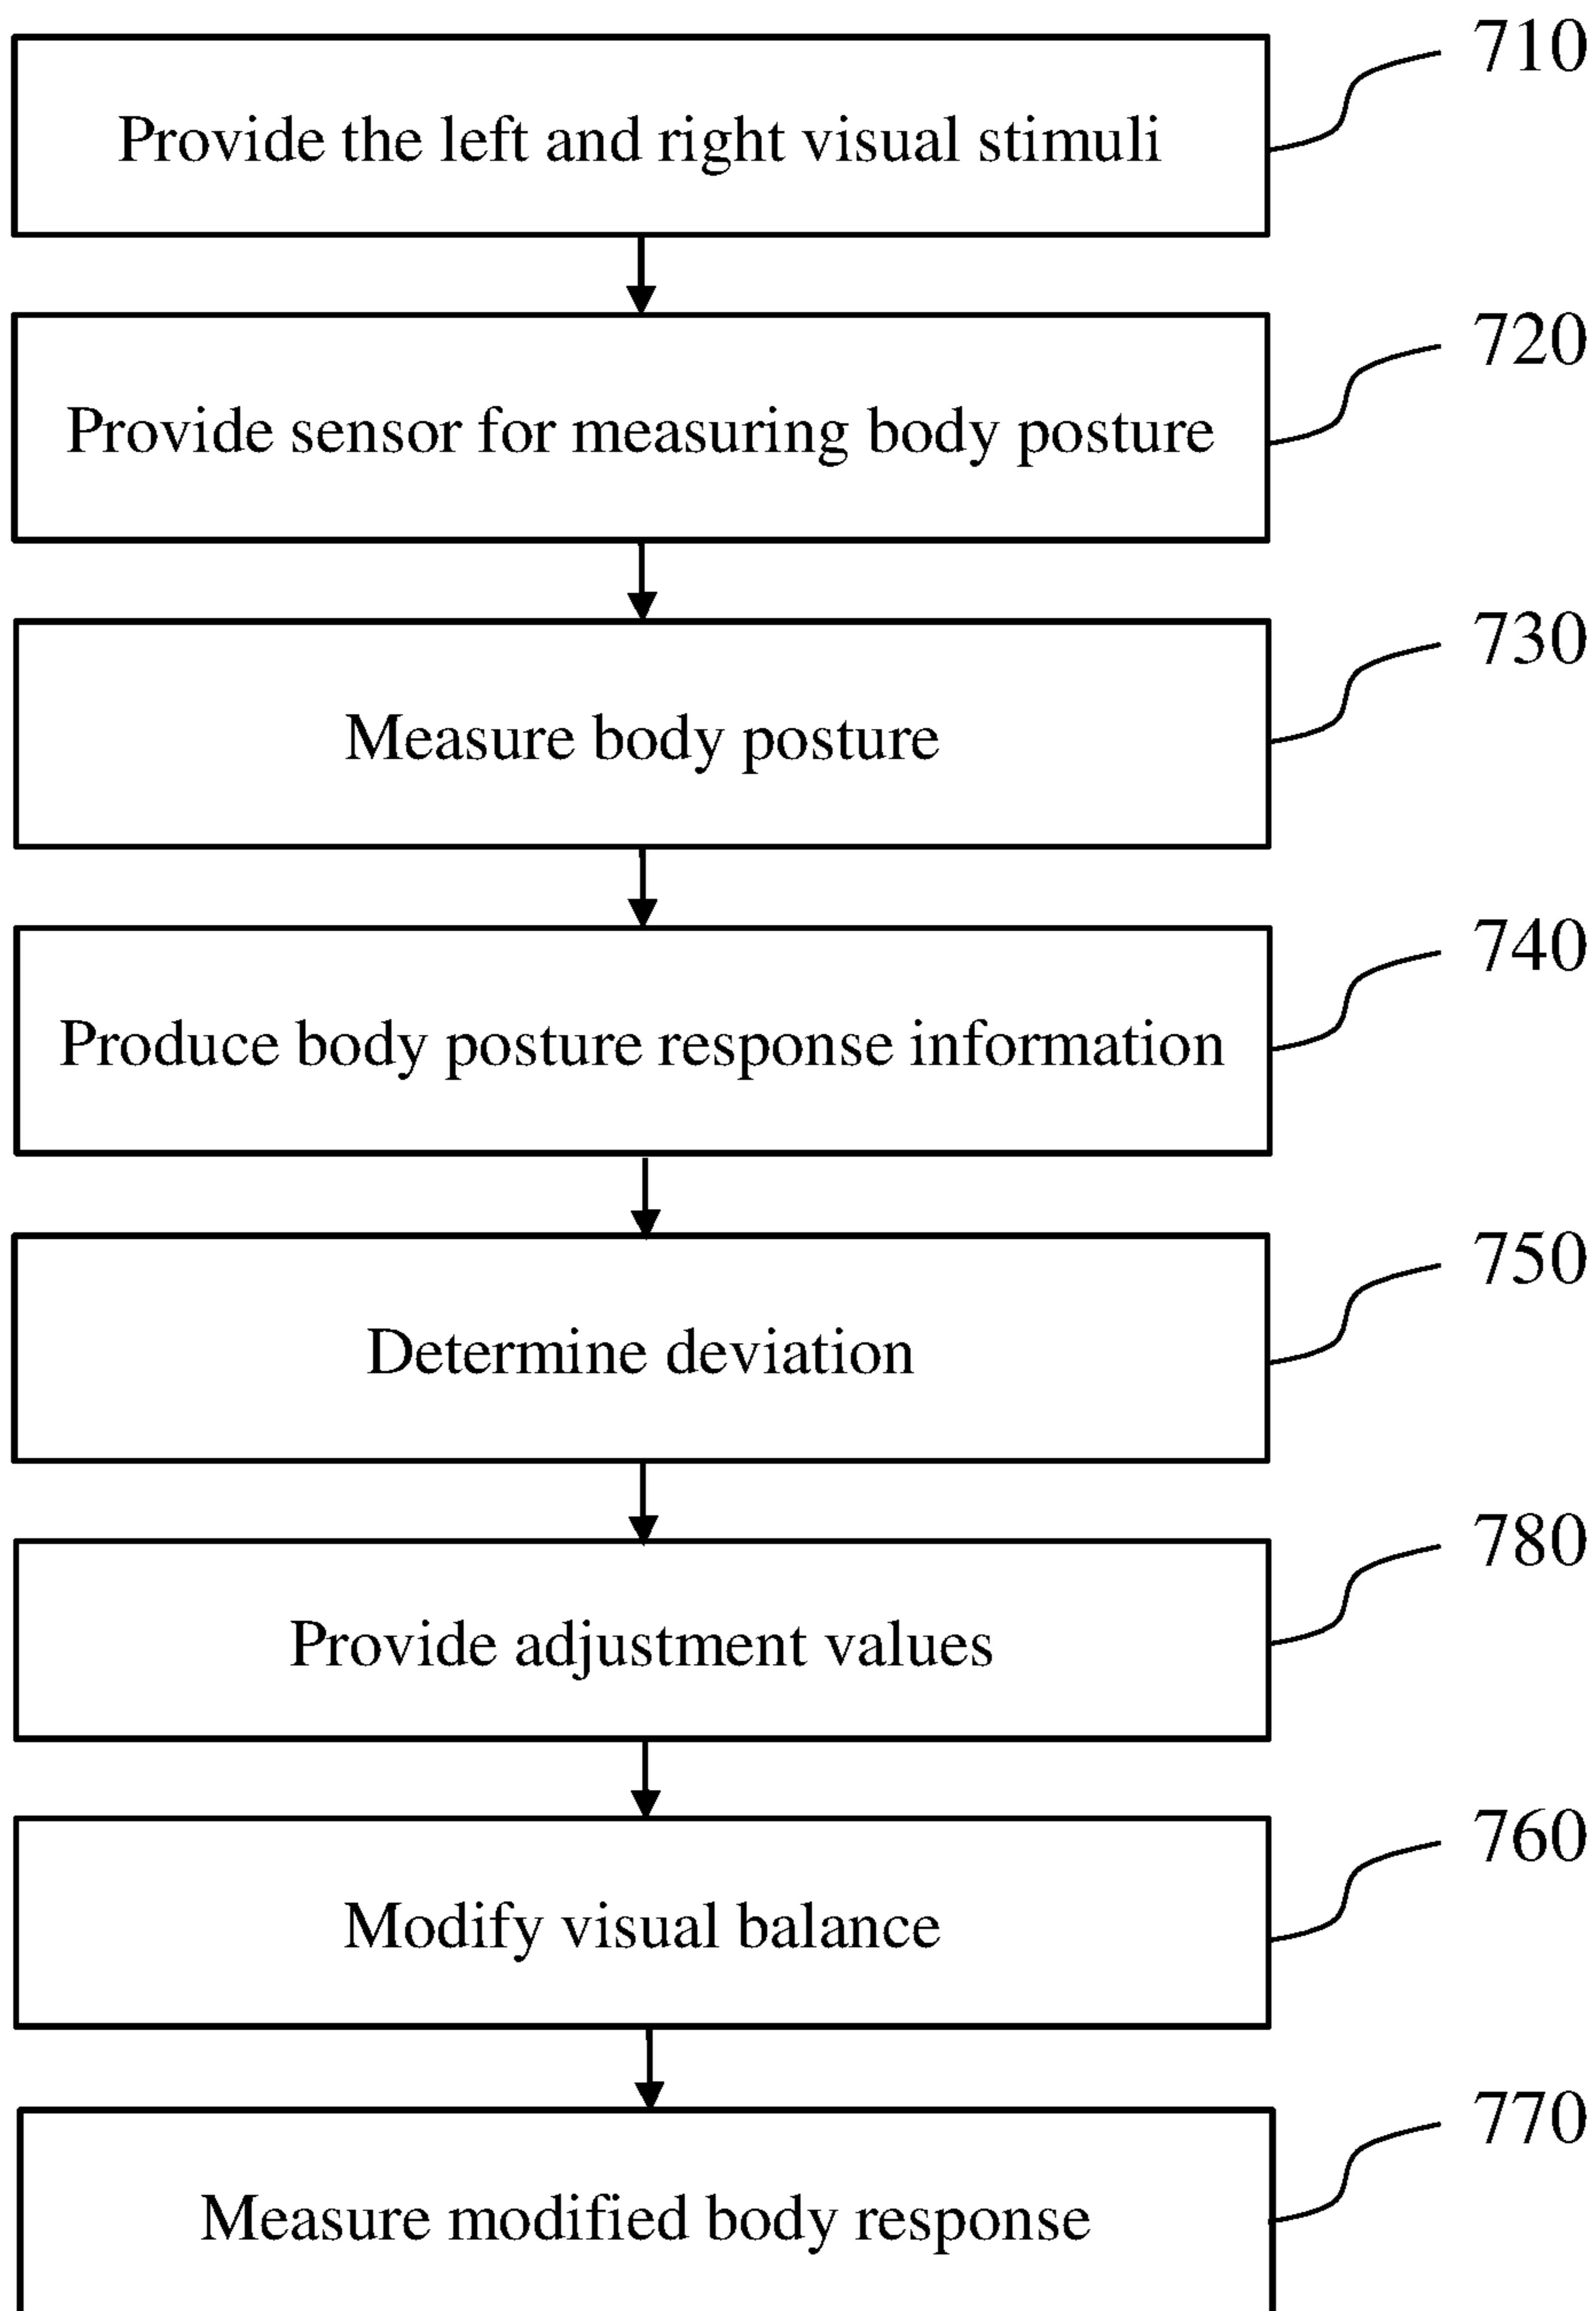 710
Provide the left and right visual stimuli
720
Provide sensor for measuring body posture
730
Measure body posture
740
Produce body posture response information
750
Determine deviation
780
Provide adjustment values
760
Modify visual balance
770
Measure modified body response